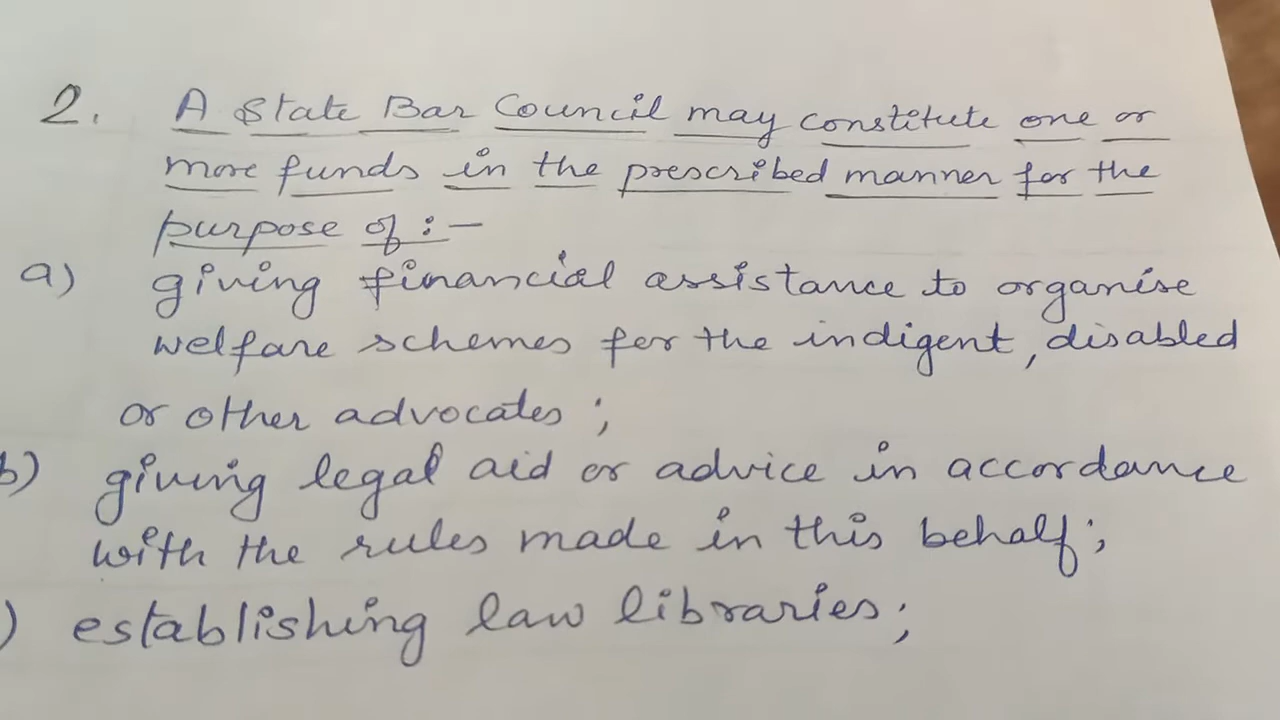 2. A State Bar Council may constitute one or
more funds in the prescribed manner for the
purpose of :-
a) giving financial assistance to organise
welfare schemes for the indigent, disabled
or other advocates ;
b) giving legal aid or advice in accordance
with the rules made in this behalf;
) establishing law libraries;